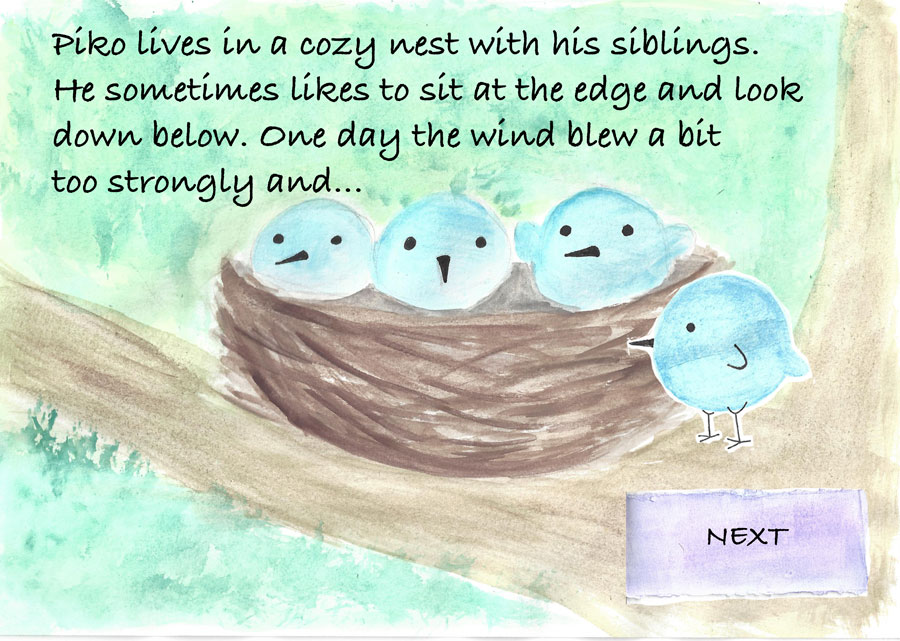 Piko lives in a cozy nest with his siblings.
He sometimes likes to sit at the edge and look
down below. One day the wind blew a bit
too strongly and...
NEXT